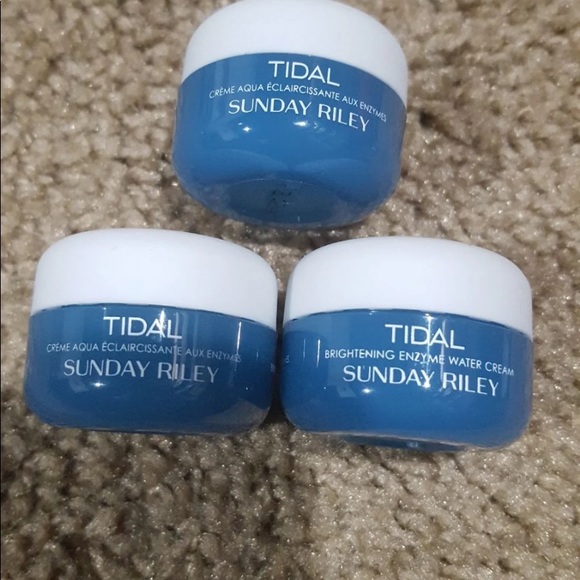 TIDAL
CRÈME AQUA ÉCLAIRCISSANTE AUX ENZYMES
SUNDAY RILEY
TIDAL
CRÈME AQUA ÉCLAIRCISSANTE AUX ENZYMES
SUNDAY RILEY
TIDAL
BRIGHTENING ENZYME WATER CREAM
SUNDAY RILEY